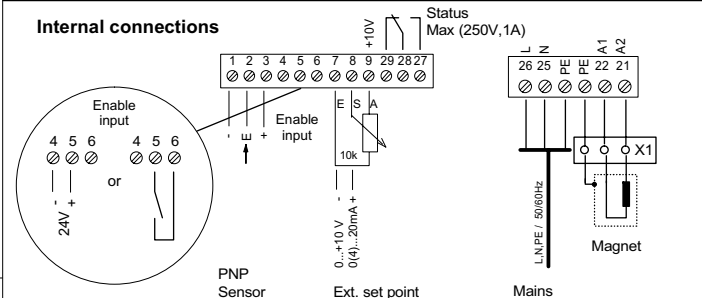 Internal connections
Status
Max (250V,1A)
+10V
1 2 3 4 5 6 7 8 9 29 28 27
L N A1 A2
26 25 PE PE 22 21
Enable
input
4 5 6 4 5 6
or
- +
24V
- E +
Enable
input
E S A
10k
X1
- +
0...+10 V
0(4)...20mA
L,N,PE / 50/60Hz
Magnet
PNP
Sensor
Ext. set point
Mains